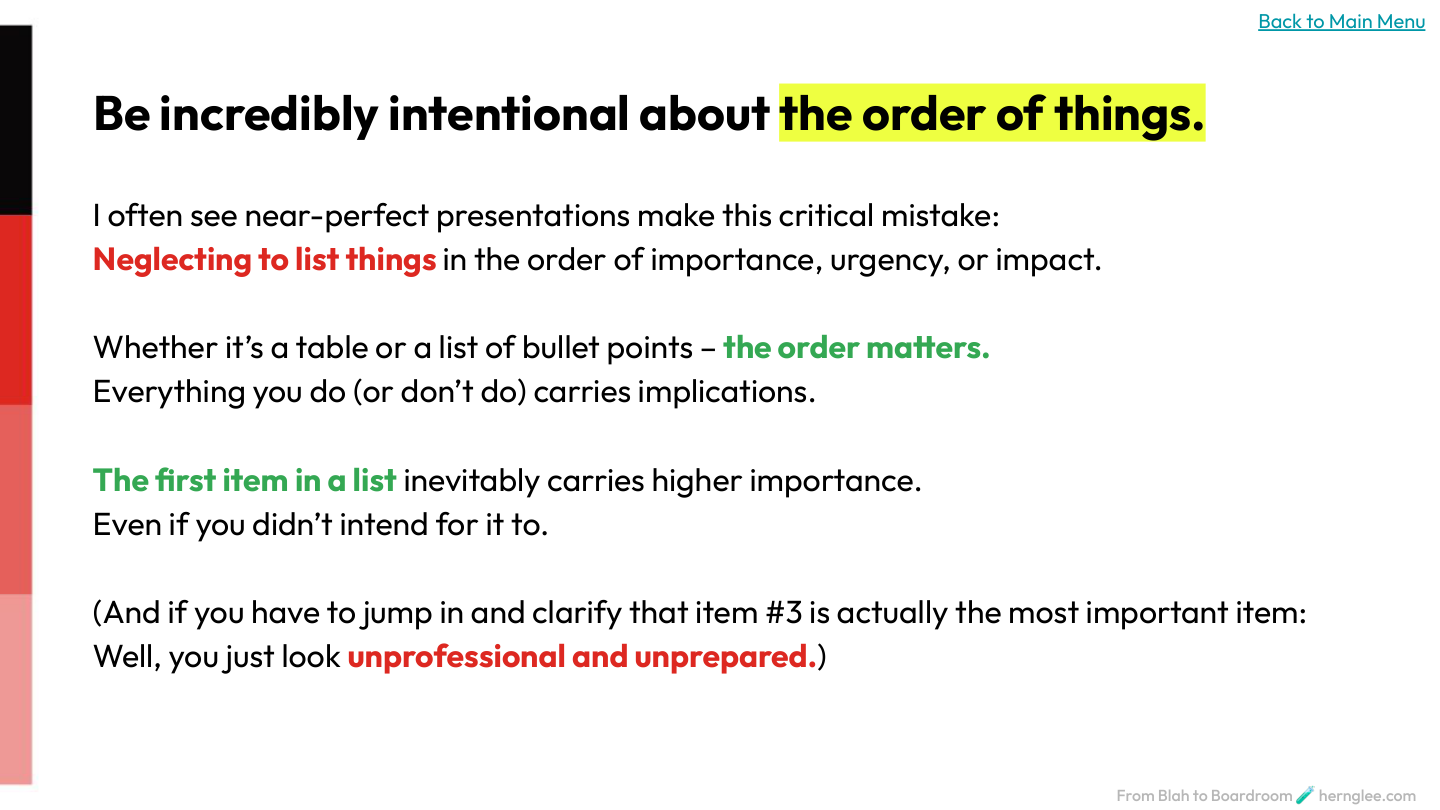 Back to Main Menu
Be incredibly intentional about the order of things.
I often see near-perfect presentations make this critical mistake:
Neglecting to list things in the order of importance, urgency, or impact.
Whether it’s a table or a list of bullet points – the order matters.
Everything you do (or don’t do) carries implications.
The first item in a list inevitably carries higher importance.
Even if you didn’t intend for it to.
(And if you have to jump in and clarify that item #3 is actually the most important item:
Well, you just look unprofessional and unprepared.)
From Blah to Boardroom 🧪 hernglee.com